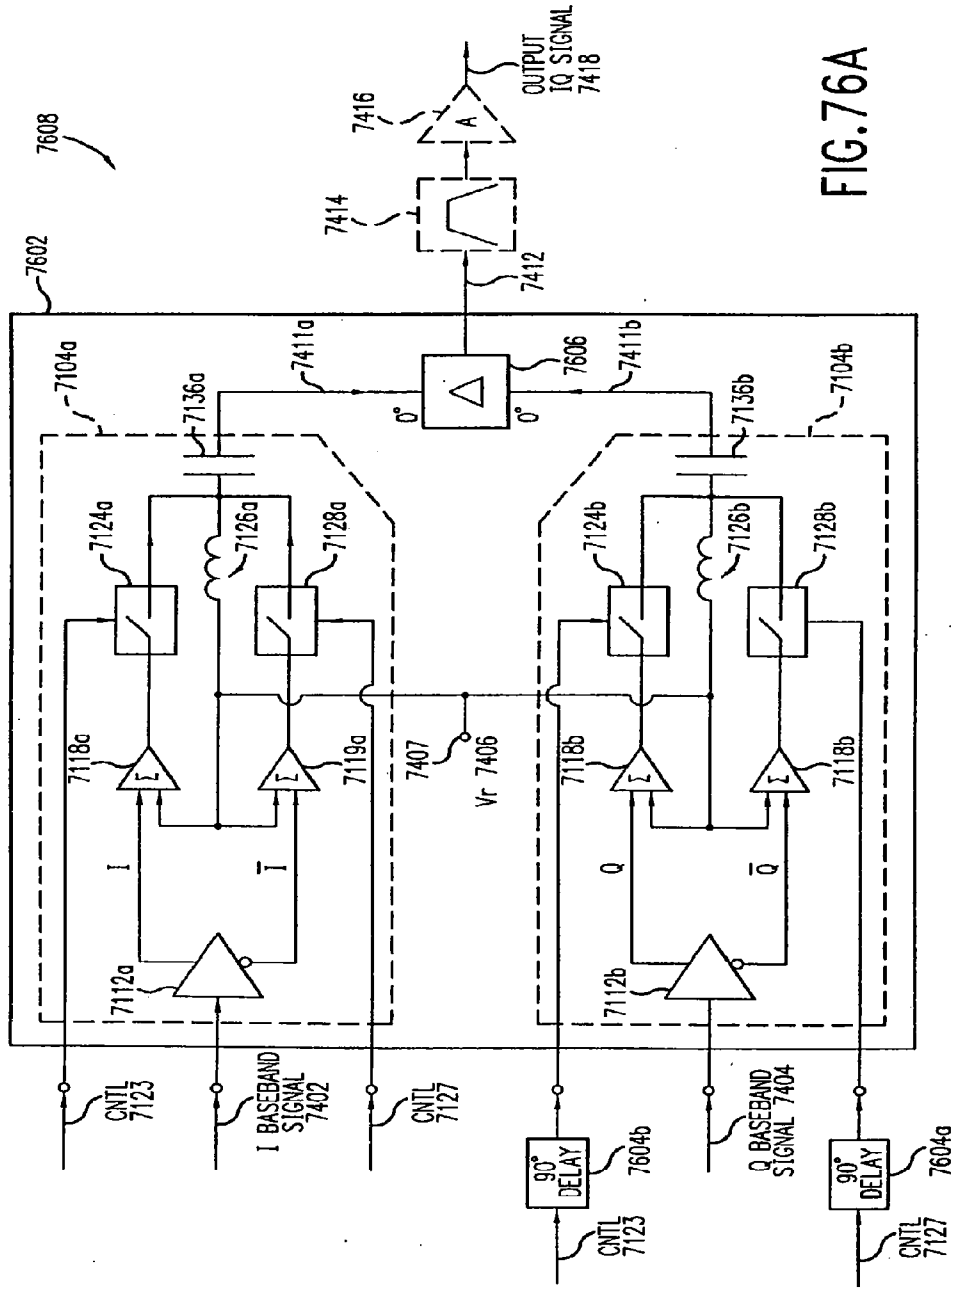 7608
7602
7104a
7124a
7136a
7411a
7118a
7126a
I
7112a
Σ
CNTL
7123
I BASEBAND
SIGNAL
7402
I̅
Σ
7119a
7128a
CNTL
7127
0°
Δ
0°
7606
7412
7414
7416
A
OUTPUT
IQ SIGNAL
7418
7407
Vr 7406
7411b
7104b
7124b
7136b
7118b
7126b
Q
7112b
Σ
90°
DELAY
7604b
CNTL
7123
Q BASEBAND
SIGNAL 7404
Q̅
Σ
7118b
7128b
90°
DELAY
7604a
CNTL
7127
FIG.76A